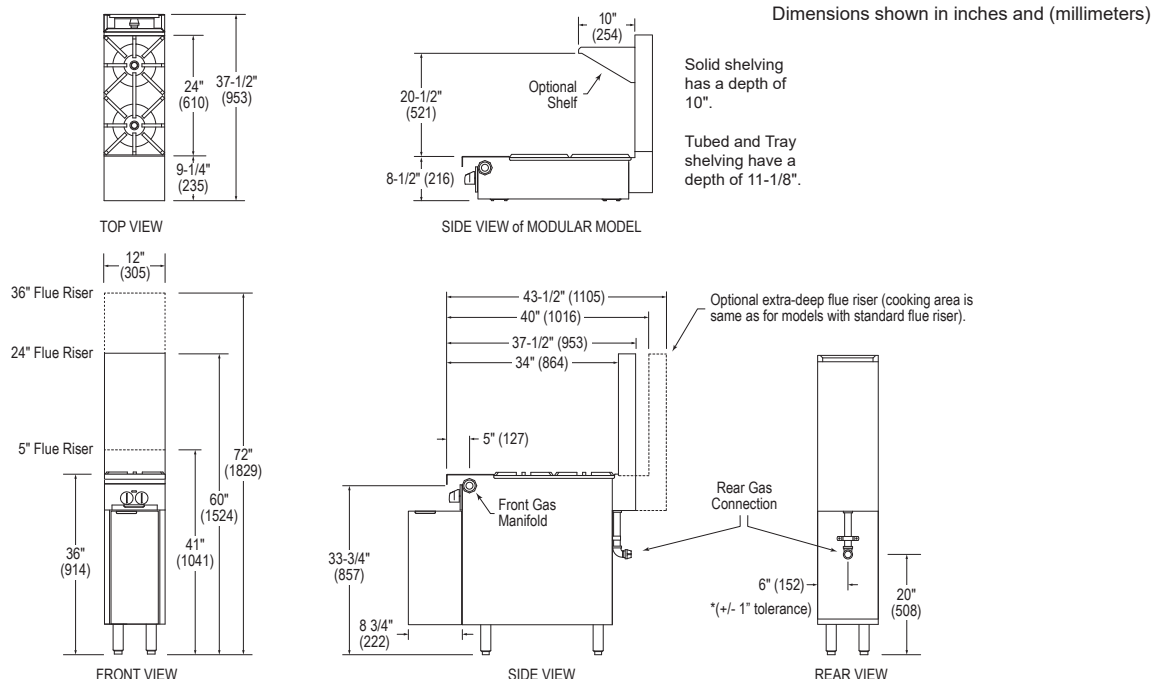 Dimensions shown in inches and (millimeters)
10"
(254)
24"
(610)
37-1/2"
(953)
9-1/4"
(235)
TOP VIEW
20-1/2"
(521)
Optional
Shelf
8-1/2" (216)
SIDE VIEW of MODULAR MODEL
Solid shelving
has a depth of
10".
Tubed and Tray
shelving have a
depth of 11-1/8".
12"
(305)
36" Flue Riser
24" Flue Riser
5" Flue Riser
72"
(1829)
60"
(1524)
41"
(1041)
36"
(914)
FRONT VIEW
43-1/2" (1105)
40" (1016)
37-1/2" (953)
34" (864)
Optional extra-deep flue riser (cooking area is
same as for models with standard flue riser).
5" (127)
Front Gas
Manifold
33-3/4"
(857)
8 3/4"
(222)
SIDE VIEW
Rear Gas
Connection
6" (152)
*(+/- 1" tolerance)
20"
(508)
REAR VIEW